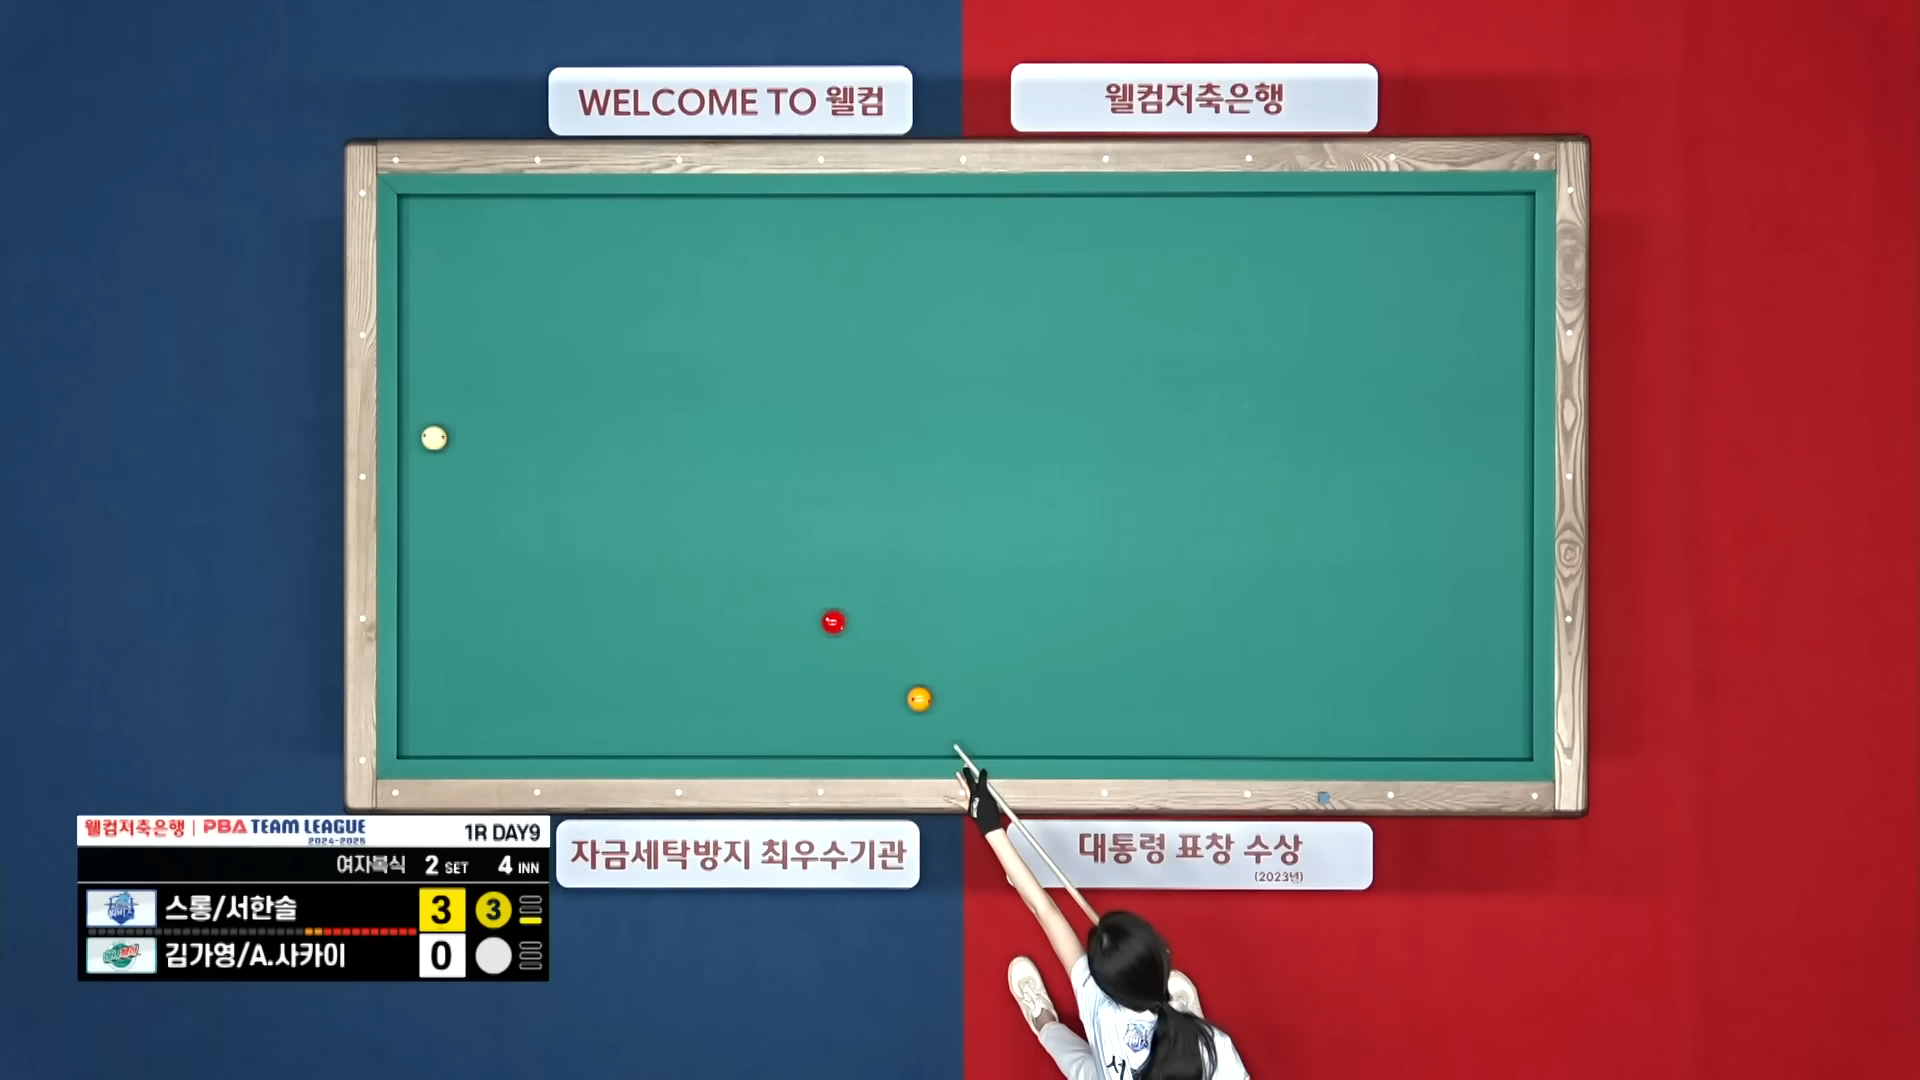 WELCOME TO 웰컴
웰컴저축은행
자금세탁방지 최우수기관
대통령 표창 수상
(2023년)
웰컴저축은행 | PBA TEAM LEAGUE
2024-2025
1R DAY9
여자복식 2 SET 4 INN
스롱/서한솔 3 3
김가영/A.사카이 0
서